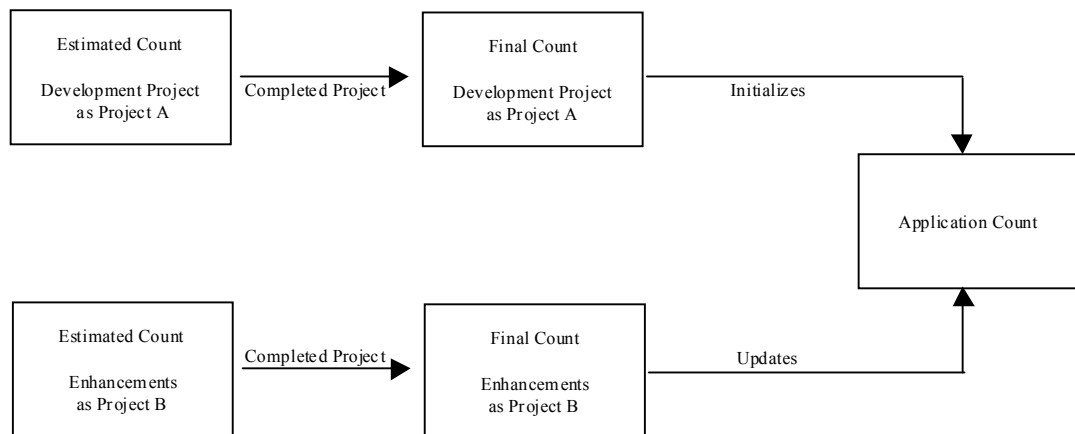 Estimated Count
Development Project
as Project A
Completed Project
Final Count
Development Project
as Project A
Initializes
Application Count
Estimated Count
Enhancements
as Project B
Completed Project
Final Count
Enhancements
as Project B
Updates